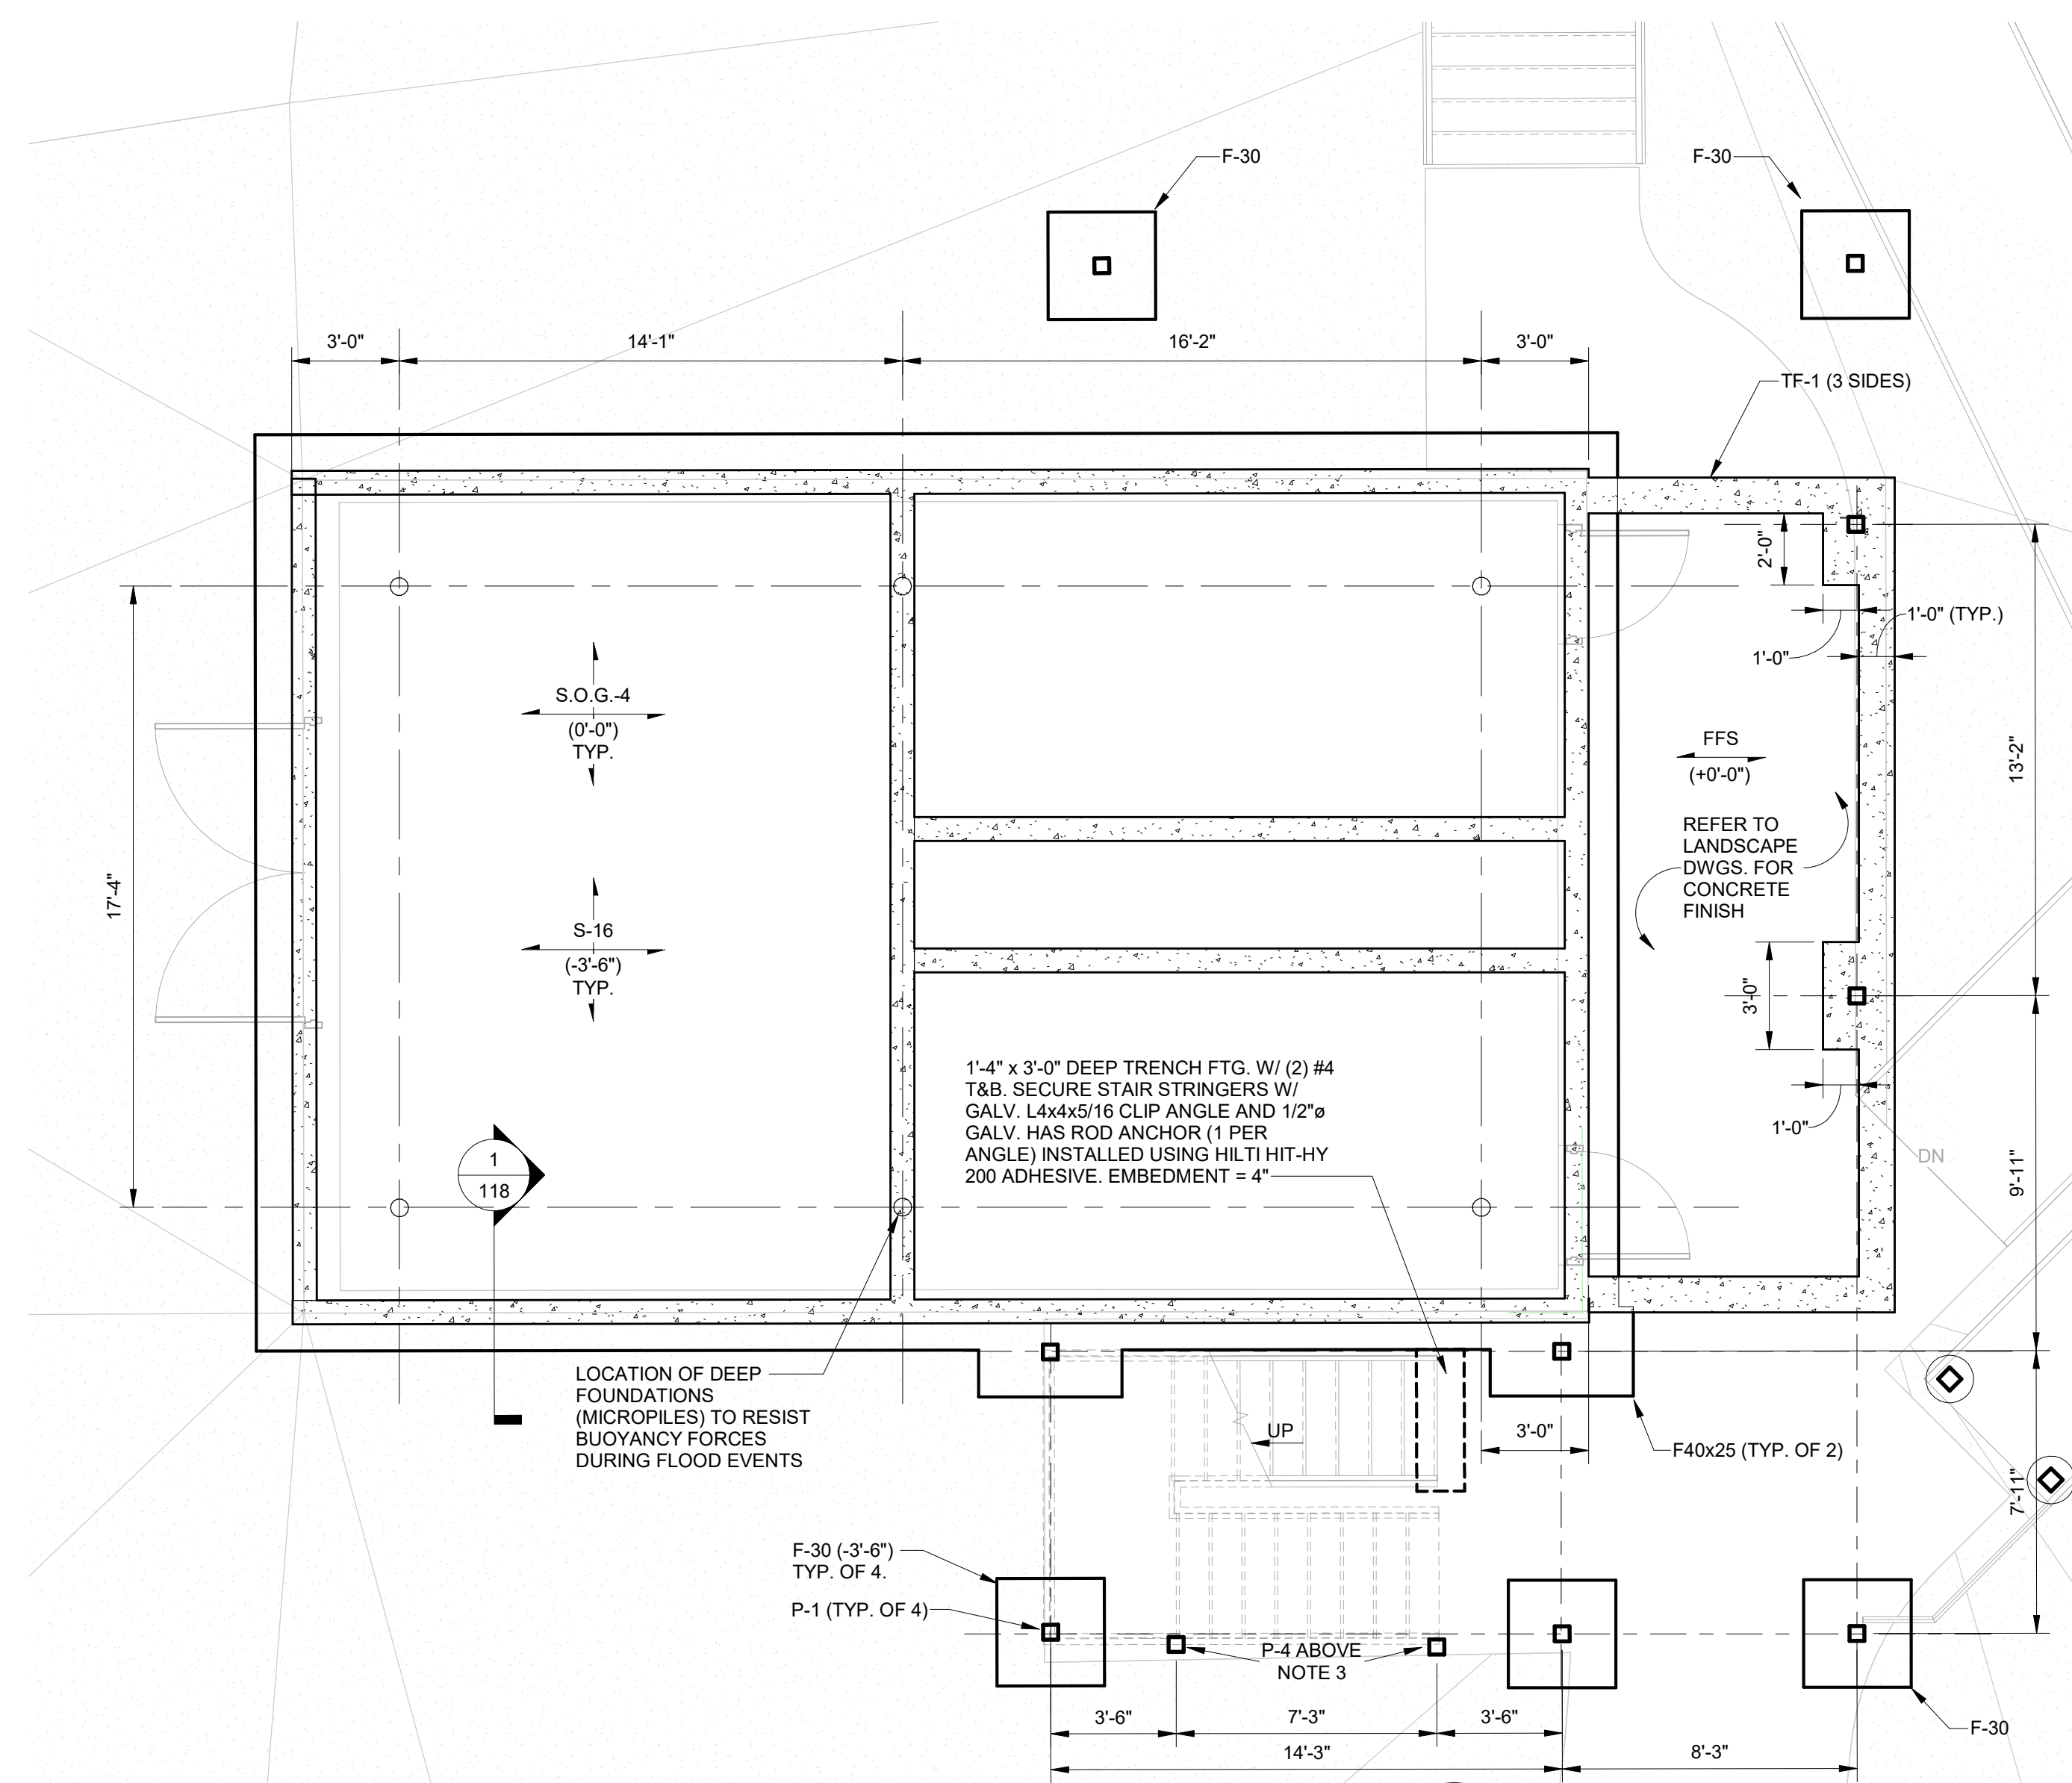 F-30
F-30
3'-0"
14'-1"
16'-2"
3'-0"
TF-1 (3 SIDES)
2'-0"
1'-0" (TYP.)
1'-0"
S.O.G.-4
(0'-0")
TYP.
FFS
(+0'-0")
13'-2"
REFER TO
LANDSCAPE
DWGS. FOR
CONCRETE
FINISH
17'-4"
S-16
(-3'-6")
TYP.
3'-0"
1'-4" x 3'-0" DEEP TRENCH FTG. W/ (2) #4
T&B. SECURE STAIR STRINGERS W/
GALV. L4x4x5/16 CLIP ANGLE AND 1/2"ø
GALV. HAS ROD ANCHOR (1 PER
ANGLE) INSTALLED USING HILTI HIT-HY
200 ADHESIVE. EMBEDMENT = 4"
1'-0"
DN
9'-11"
1
118
LOCATION OF DEEP
FOUNDATIONS
(MICROPILES) TO RESIST
BUOYANCY FORCES
DURING FLOOD EVENTS
UP
3'-0"
F40x25 (TYP. OF 2)
7'-11"
F-30 (-3'-6")
TYP. OF 4.
P-1 (TYP. OF 4)
P-4 ABOVE
NOTE 3
3'-6"
7'-3"
3'-6"
F-30
14'-3"
8'-3"